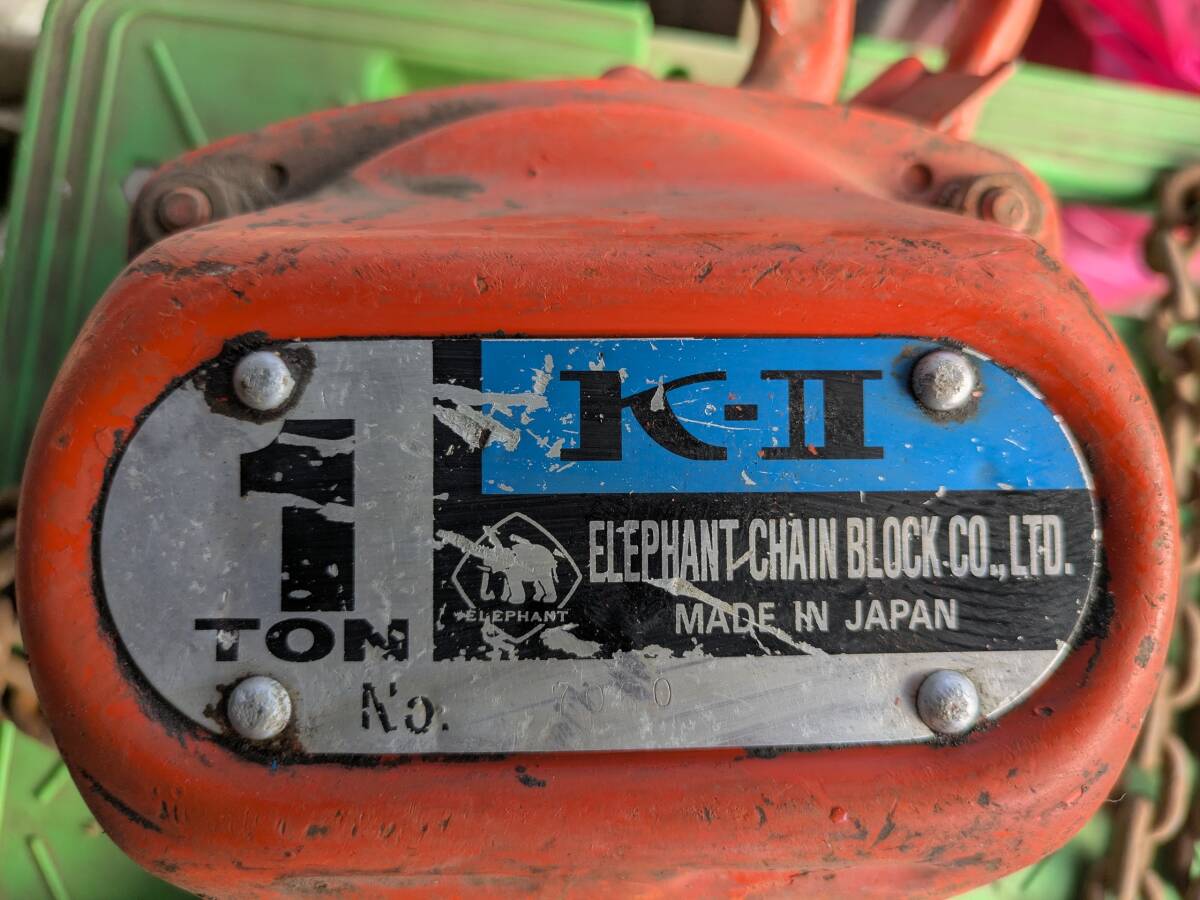 1
TON
K-II
ELEPHANT
ELEPHANT CHAIN BLOCK CO., LTD.
MADE IN JAPAN
No.